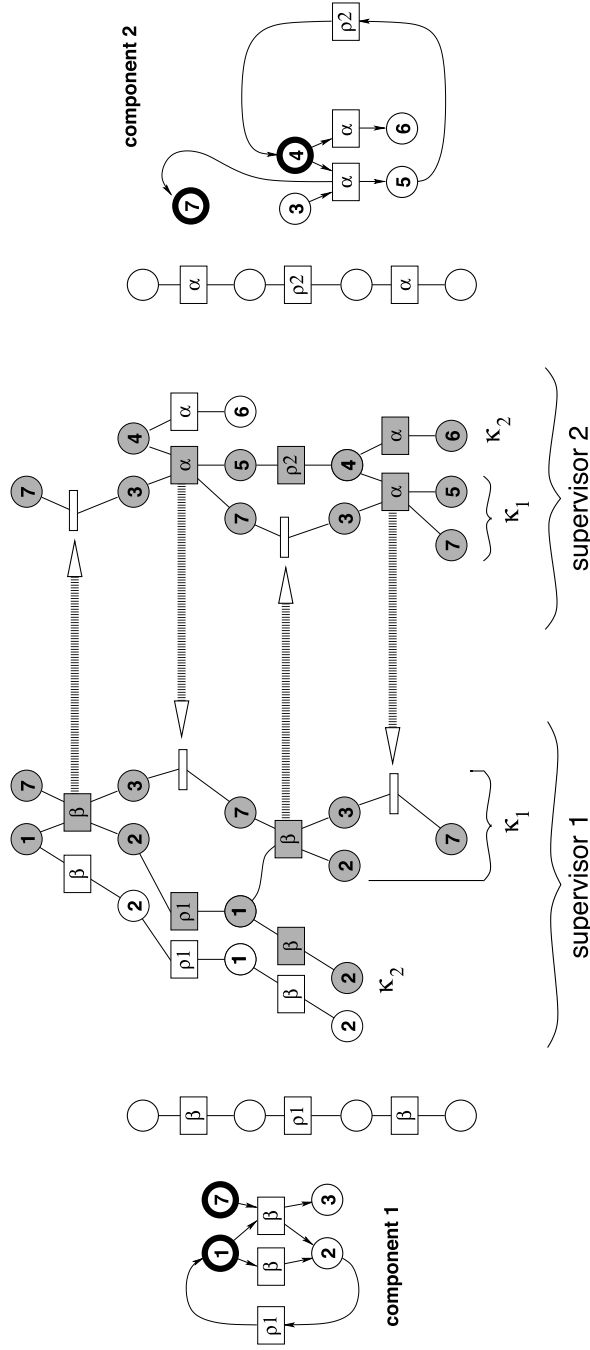 1 7
ρ1 β β
2 3
component 1
β
ρ1
β
1 7
β β
2 2 3
ρ1 ρ1
1 1 7
β β β
2 2 2 3
κ2
7
κ1
supervisor 1
7
3 4
α α
7 5 6
ρ2
3 4
α α
7 5 6
κ1 κ2
supervisor 2
α
ρ2
α
component 2
7
3 4
α α ρ2
5 6